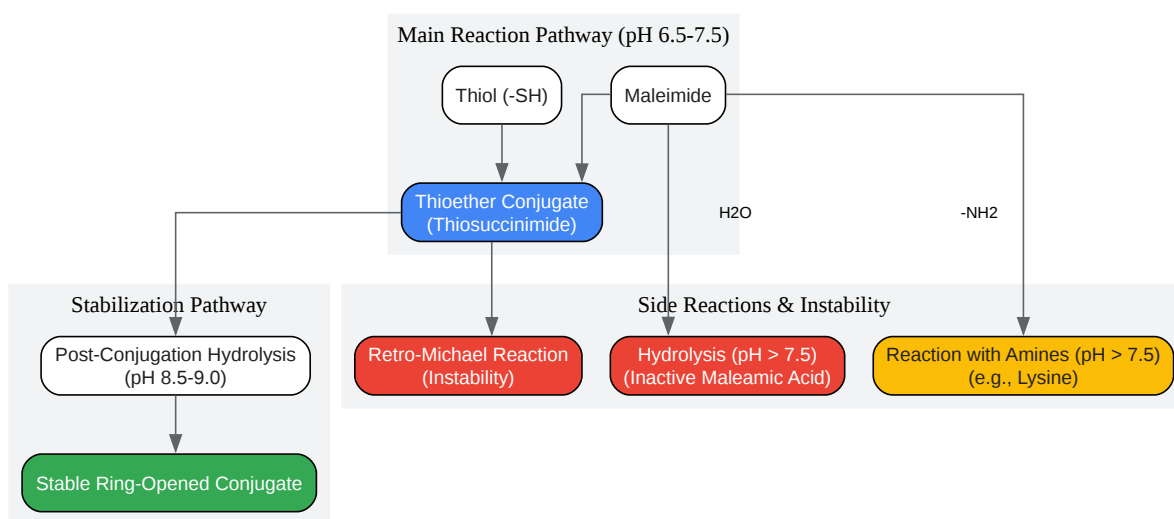 Main Reaction Pathway (pH 6.5-7.5)
Thiol (-SH)
Maleimide
Thioether Conjugate
(Thiosuccinimide)
H2O
-NH2
Stabilization Pathway
Side Reactions & Instability
Post-Conjugation Hydrolysis
(pH 8.5-9.0)
Retro-Michael Reaction
(Instability)
Hydrolysis (pH > 7.5)
(Inactive Maleamic Acid)
Reaction with Amines (pH > 7.5)
(e.g., Lysine)
Stable Ring-Opened Conjugate